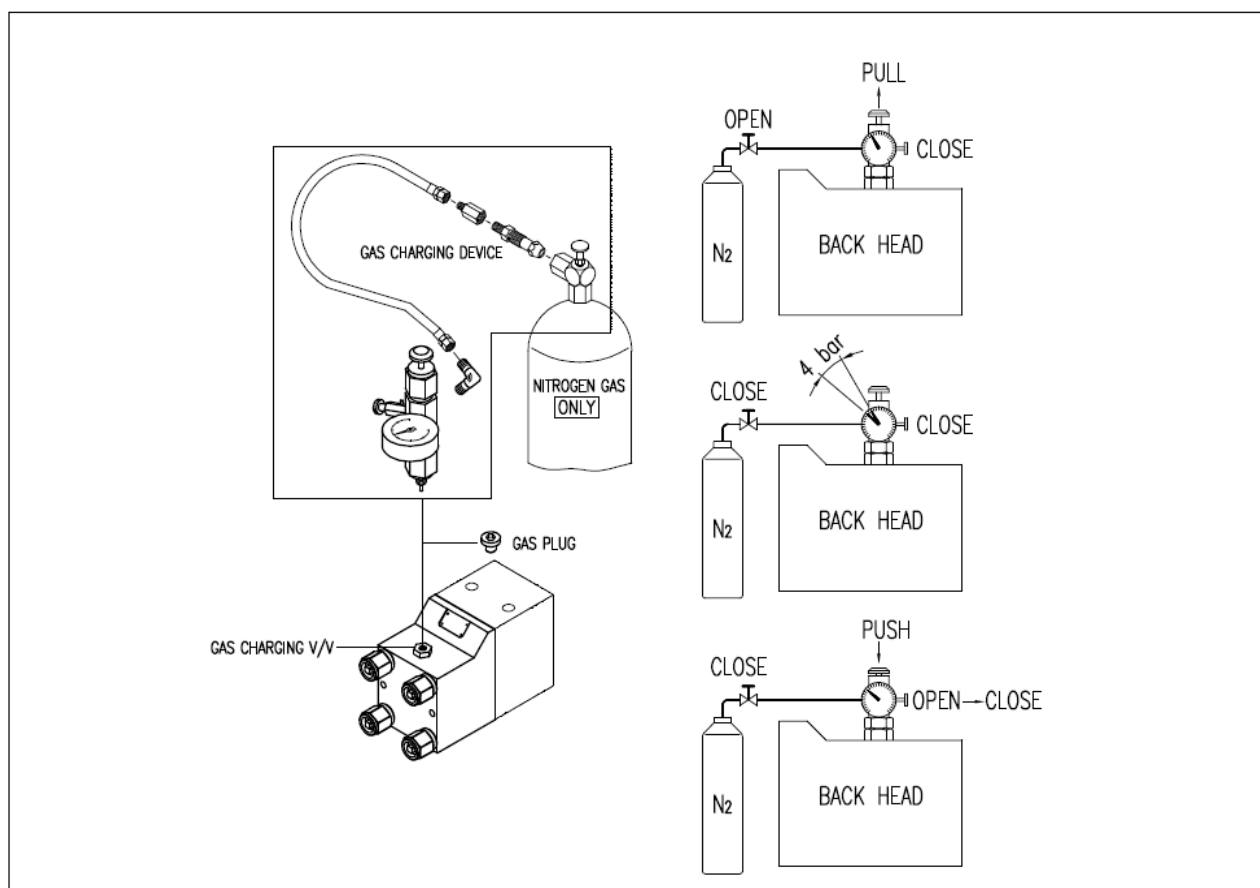 GAS CHARGING DEVICE
NITROGEN GAS
ONLY
GAS PLUG
GAS CHARGING V/V
PULL
OPEN
CLOSE
N2
BACK HEAD
4 bar
CLOSE
CLOSE
N2
BACK HEAD
PUSH
CLOSE
OPEN→CLOSE
N2
BACK HEAD